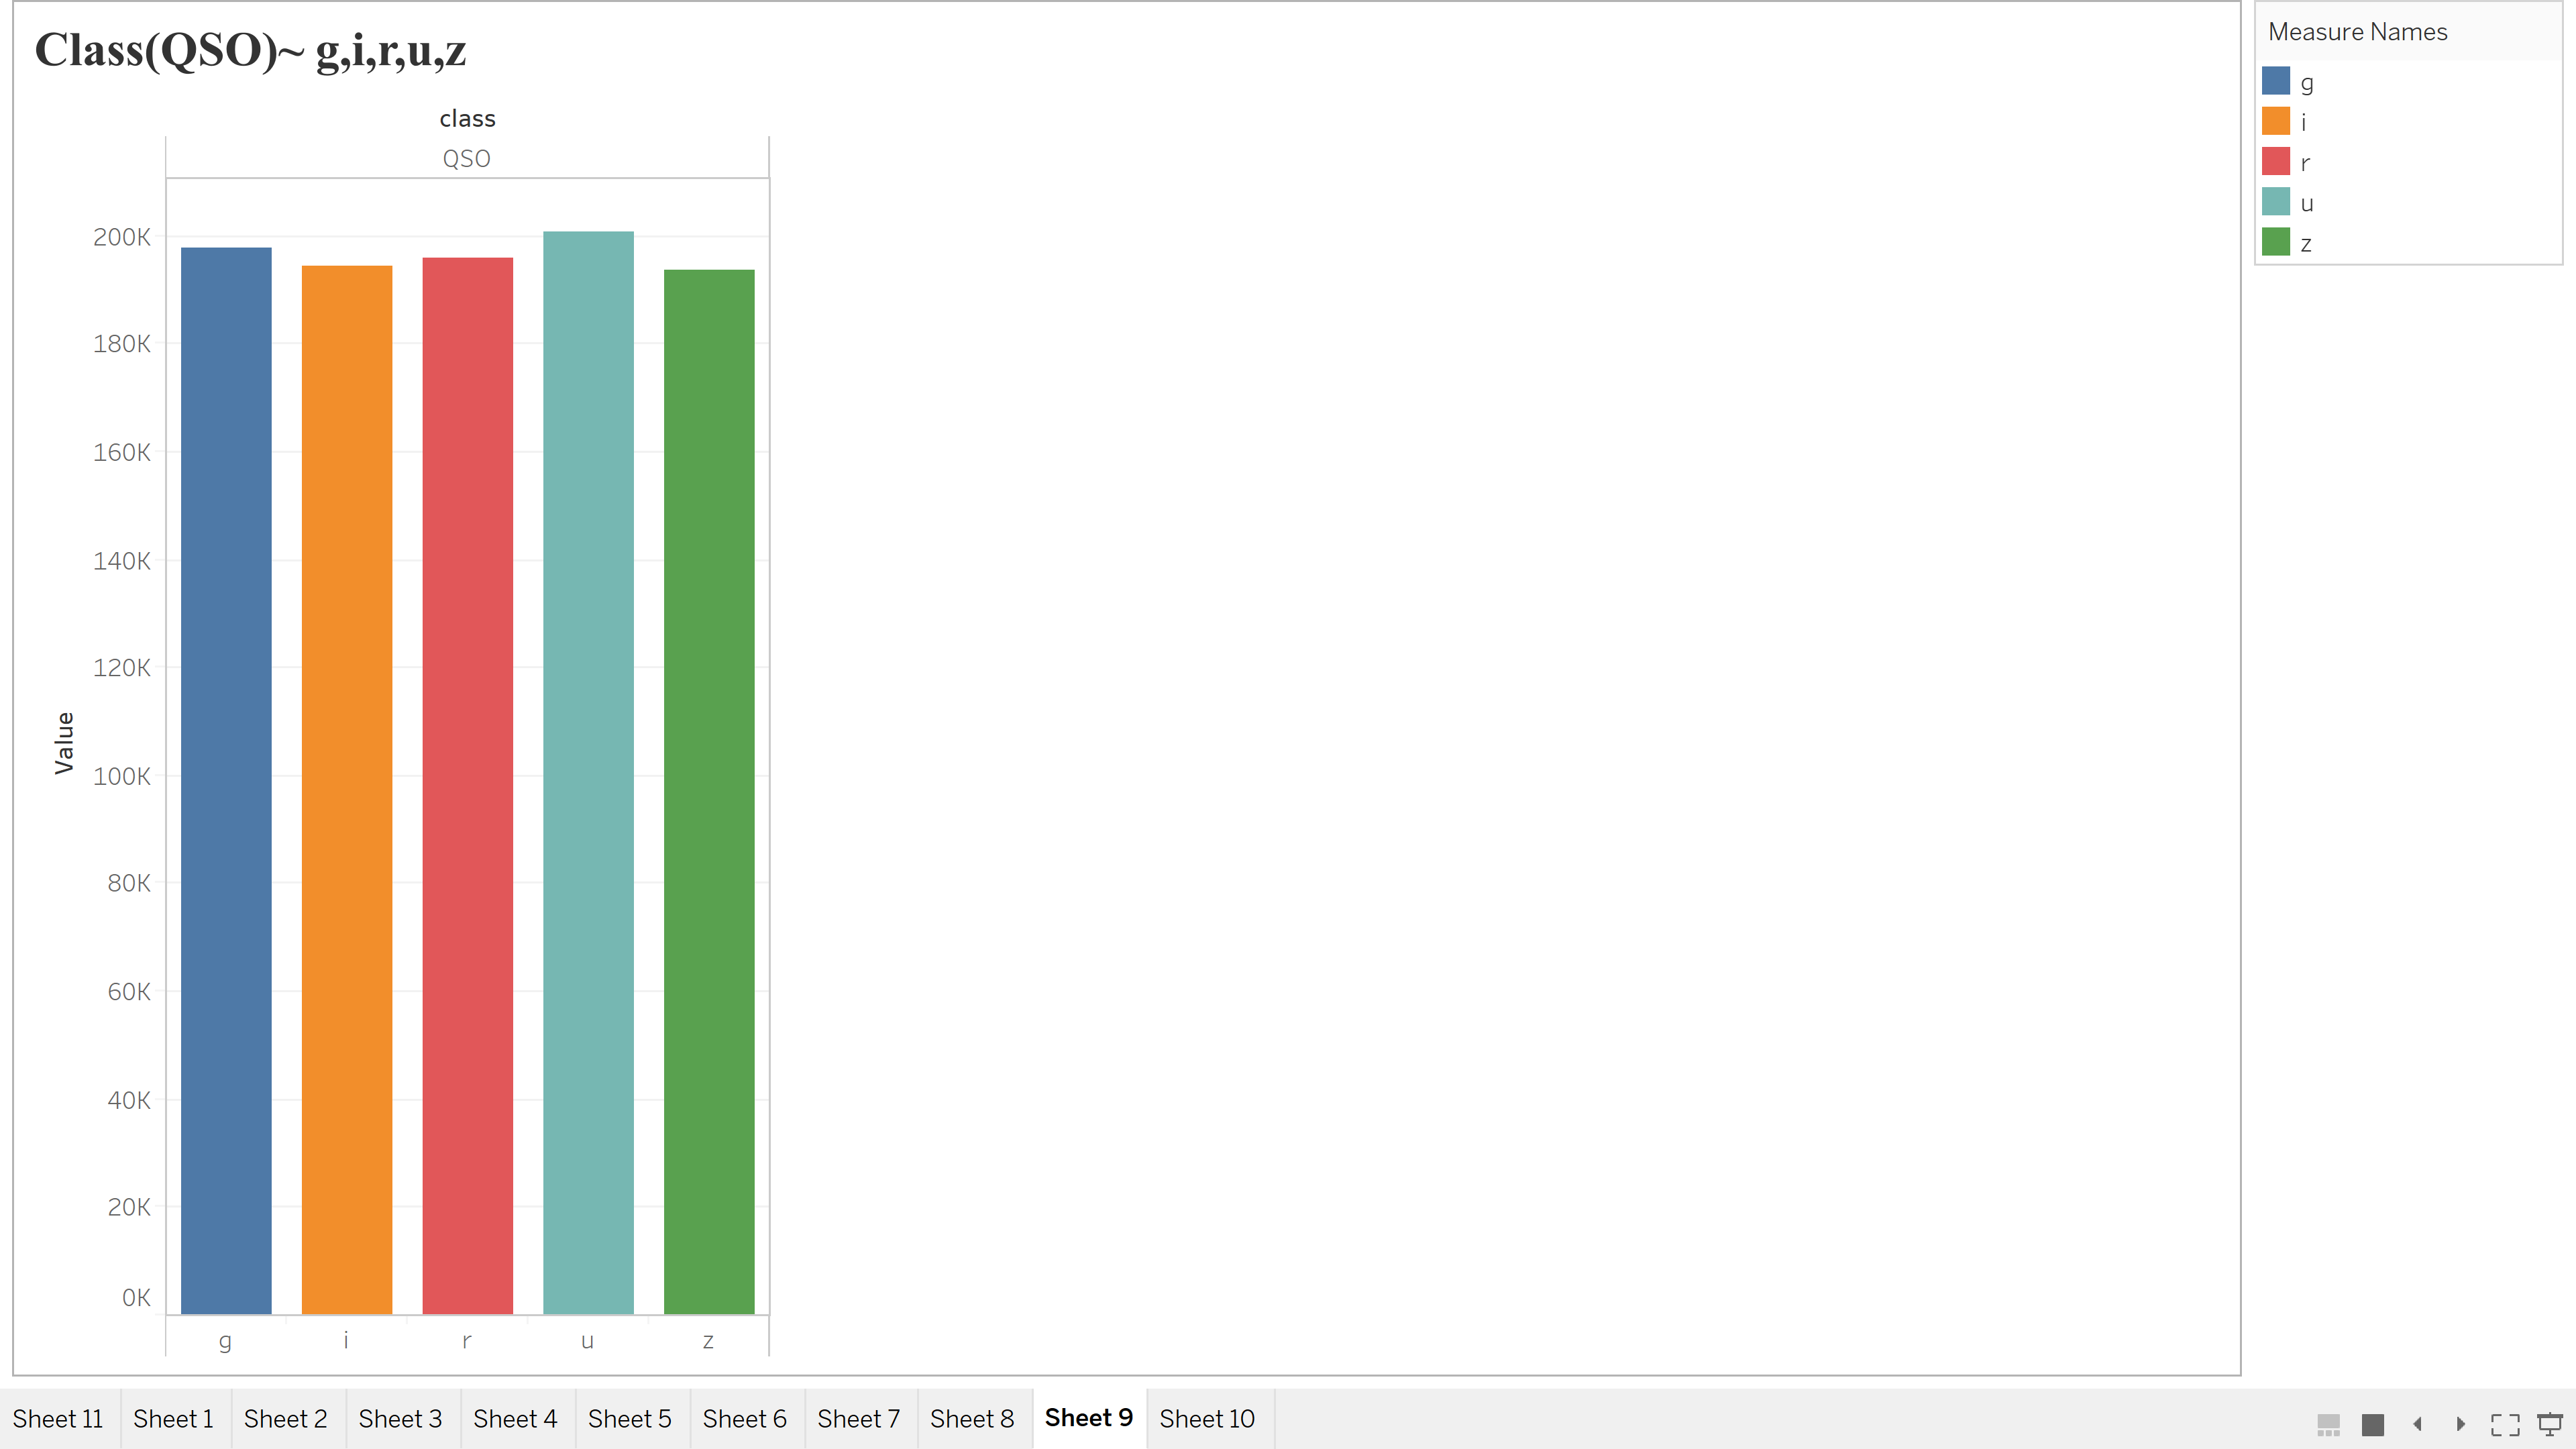 Class(QSO)~ g,i,r,u,z
class
QSO
200K
180K
160K
140K
120K
100K
80K
60K
40K
20K
0K
Value
g i r u z
Measure Names
g
i
r
u
z
Sheet 11 Sheet 1 Sheet 2 Sheet 3 Sheet 4 Sheet 5 Sheet 6 Sheet 7 Sheet 8 Sheet 9 Sheet 10